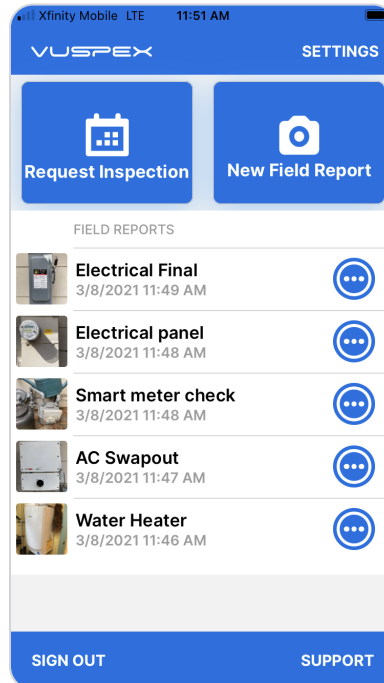 Xfinity Mobile LTE 11:51 AM
VUSPEX SETTINGS
Request Inspection
New Field Report
FIELD REPORTS
Electrical Final
3/8/2021 11:49 AM
Electrical panel
3/8/2021 11:48 AM
Smart meter check
3/8/2021 11:48 AM
AC Swapout
3/8/2021 11:47 AM
Water Heater
3/8/2021 11:46 AM
SIGN OUT SUPPORT